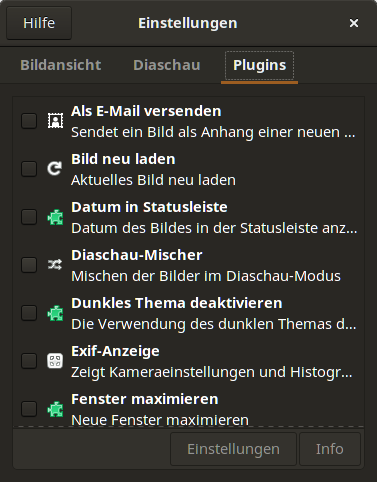 Hilfe Einstellungen ×
Bildansicht Diaschau Plugins
Als E-Mail versenden
Sendet ein Bild als Anhang einer neuen ...
Bild neu laden
Aktuelles Bild neu laden
Datum in Statusleiste
Datum des Bildes in der Statusleiste anz...
Diaschau-Mischer
Mischen der Bilder im Diaschau-Modus
Dunkles Thema deaktivieren
Die Verwendung des dunklen Themas d...
Exif-Anzeige
Zeigt Kameraeinstellungen und Histogr...
Fenster maximieren
Neue Fenster maximieren
Einstellungen Info